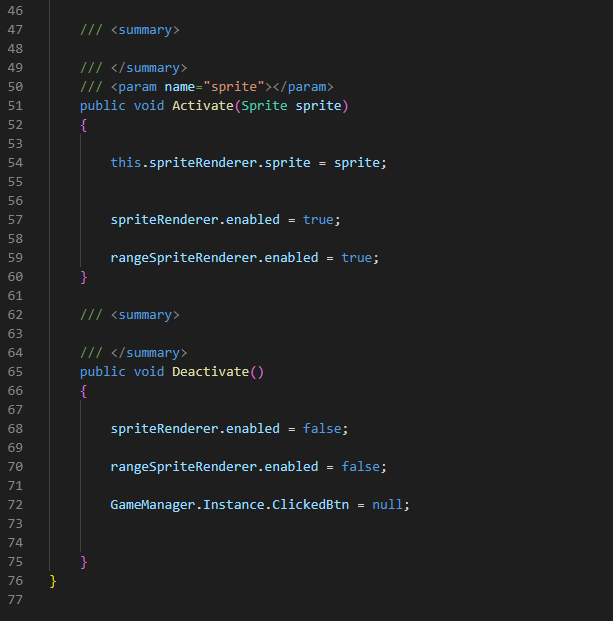 46
47 /// <summary>
48
49 /// </summary>
50 /// <param name="sprite"></param>
51 public void Activate(Sprite sprite)
52 {
53
54 this.spriteRenderer.sprite = sprite;
55
56
57 spriteRenderer.enabled = true;
58
59 rangeSpriteRenderer.enabled = true;
60 }
61
62 /// <summary>
63
64 /// </summary>
65 public void Deactivate()
66 {
67
68 spriteRenderer.enabled = false;
69
70 rangeSpriteRenderer.enabled = false;
71
72 GameManager.Instance.ClickedBtn = null;
73
74
75 }
76 }
77